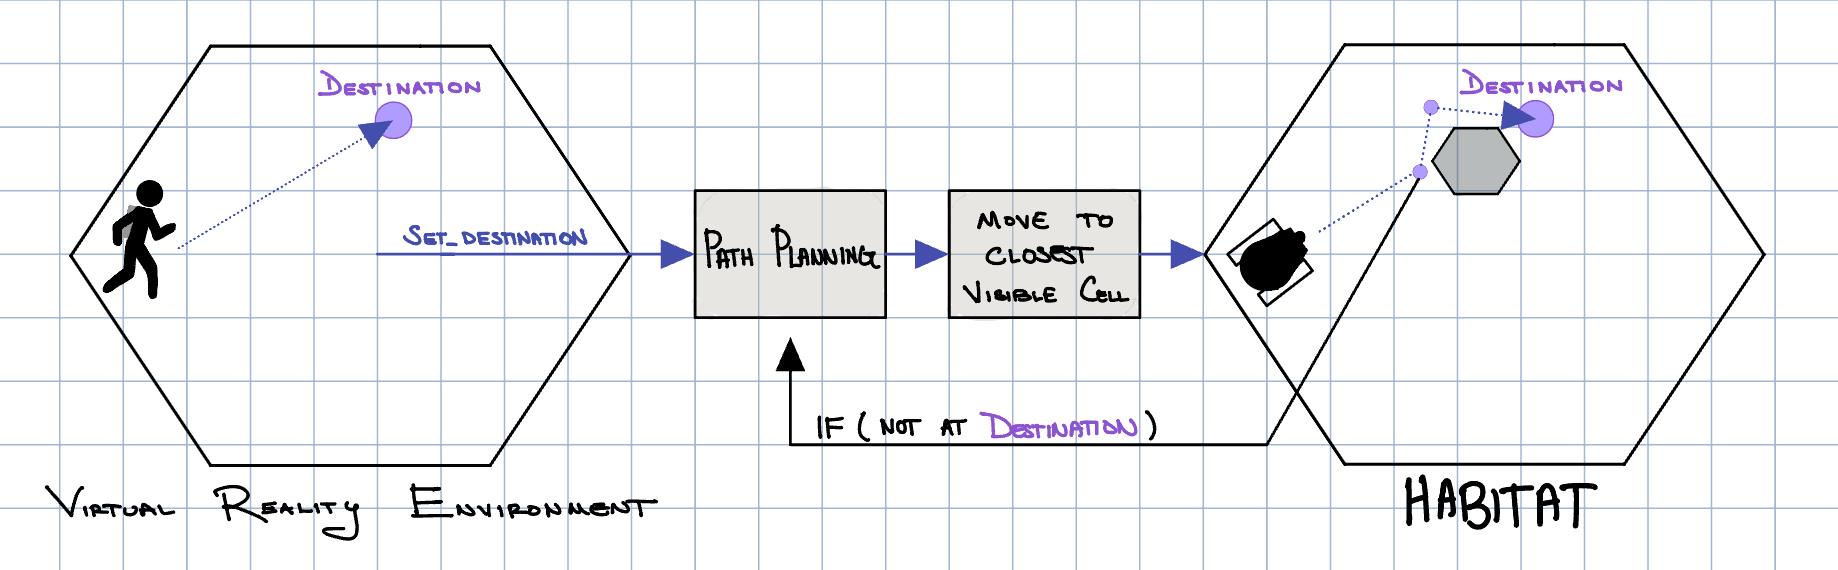 DESTINATION
SET_DESTINATION
PATH PLANNING
MOVE TO
CLOSEST
VISIBLE CELL
DESTINATION
IF (NOT AT DESTINATION)
VIRTUAL REALITY ENVIRONMENT
HABITAT